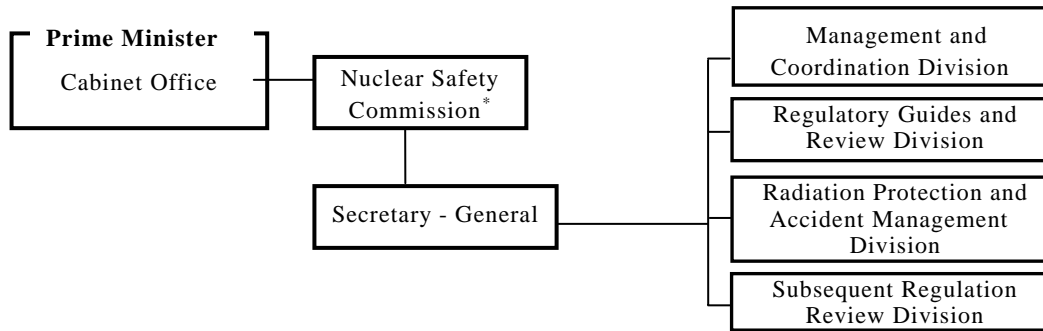 Prime Minister
Cabinet Office
Nuclear Safety
Commission*
Secretary - General
Management and
Coordination Division
Regulatory Guides and
Review Division
Radiation Protection and
Accident Management
Division
Subsequent Regulation
Review Division